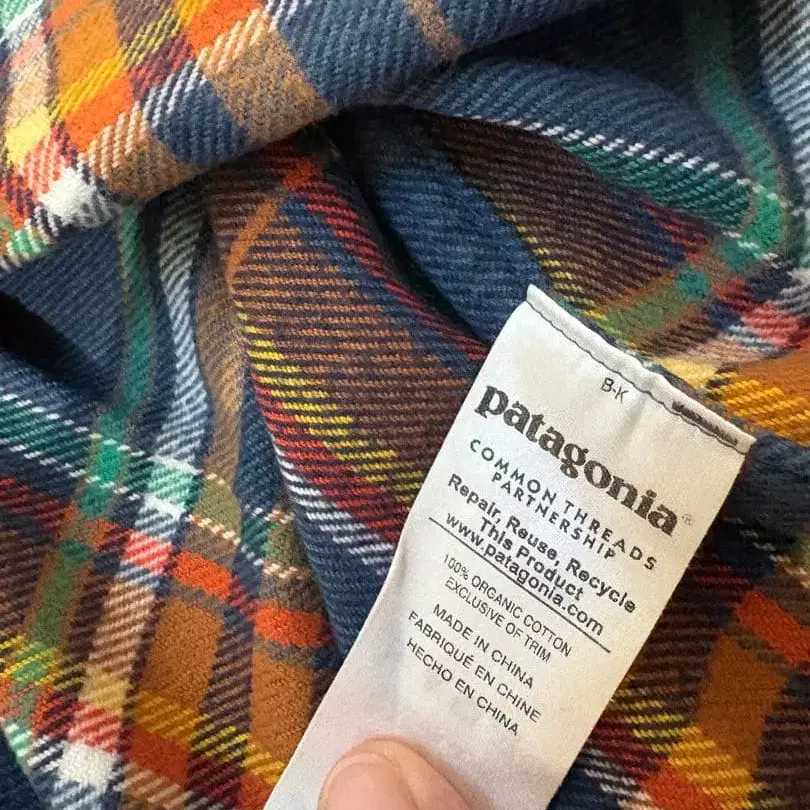 B-K
patagonia®
COMMON THREADS
PARTNERSHIP
Repair, Reuse, Recycle
This Product
www.patagonia.com
100% ORGANIC COTTON
EXCLUSIVE OF TRIM
MADE IN CHINA
FABRIQUÉ EN CHINE
HECHO EN CHINA